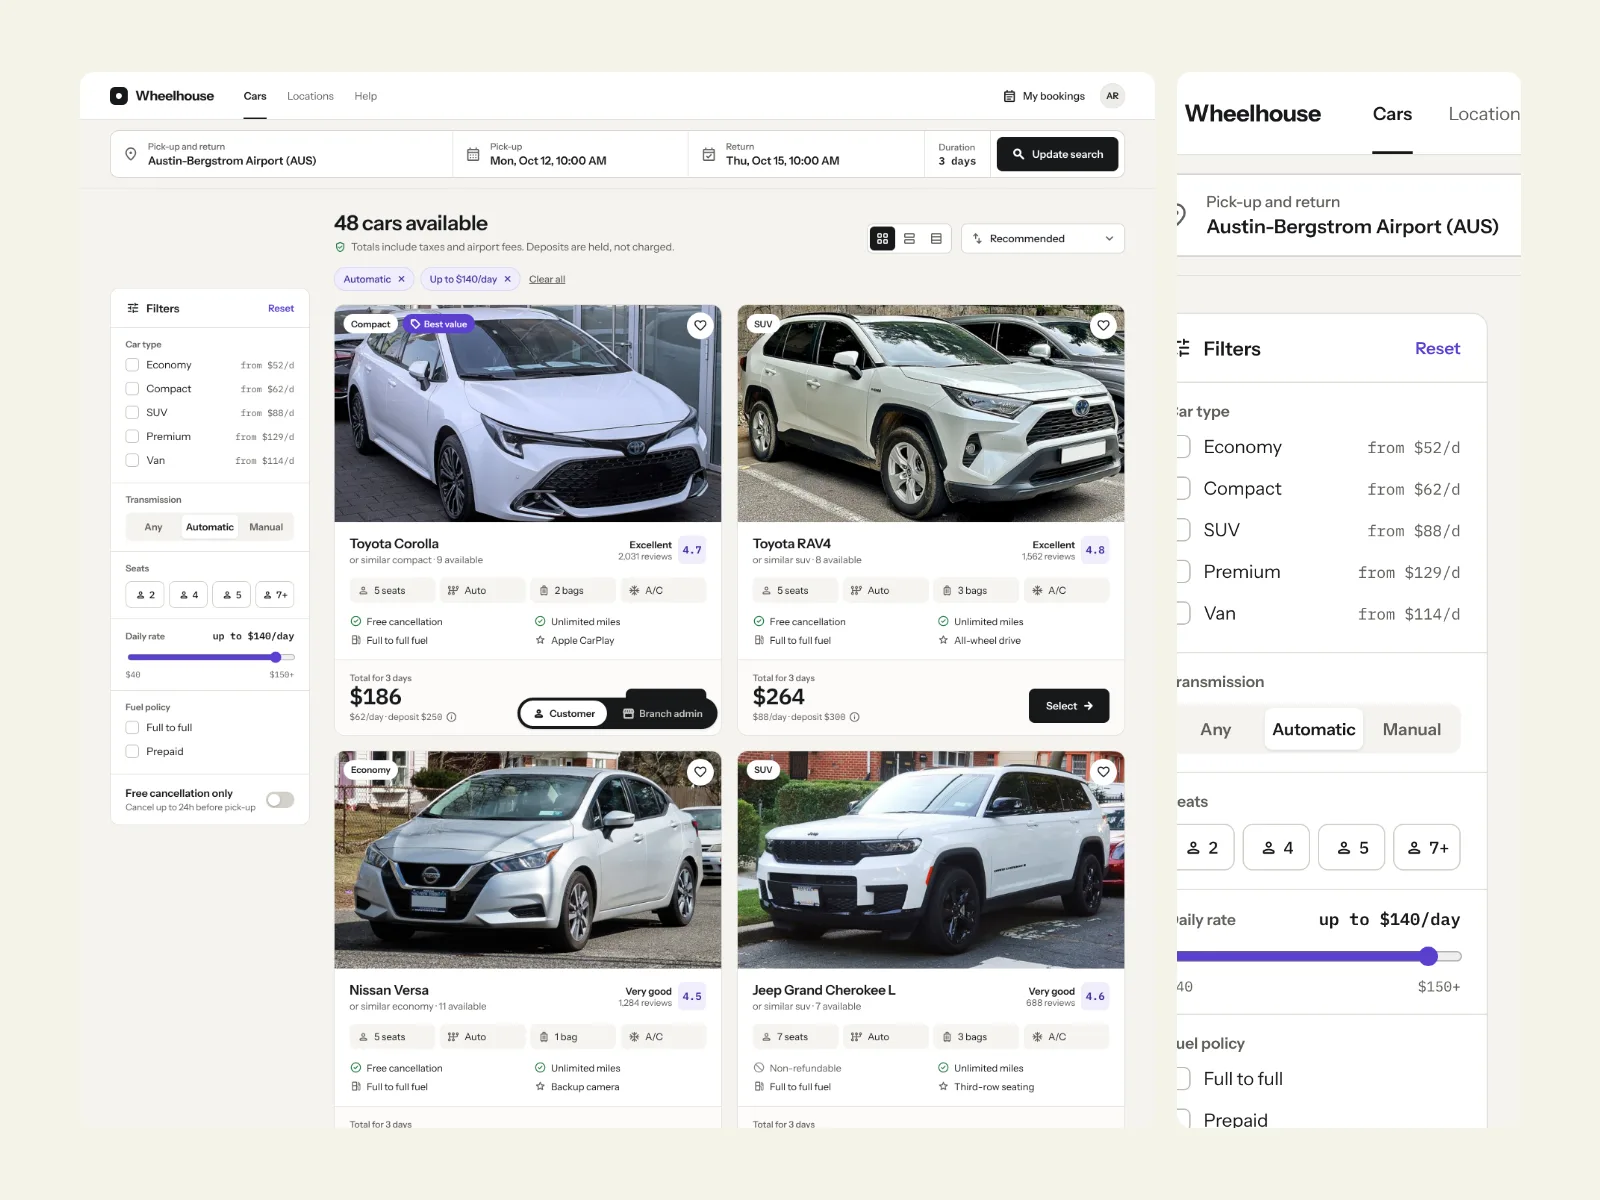 Wheelhouse
Cars
Locations
Help
My bookings
AR
Pick-up and return
Austin-Bergstrom Airport (AUS)
Pick-up
Mon, Oct 12, 10:00 AM
Return
Thu, Oct 15, 10:00 AM
Duration
3 days
Update search
48 cars available
Totals include taxes and airport fees. Deposits are held, not charged.
Recommended
Automatic
Up to $140/day
Clear all
Filters
Reset
Car type
Economy from $52/d
Compact from $62/d
SUV from $88/d
Premium from $129/d
Van from $114/d
Transmission
Any Automatic Manual
Seats
2 4 5 7+
Daily rate up to $140/day
$40 $150+
Fuel policy
Full to full
Prepaid
Free cancellation only
Cancel up to 24h before pick-up
Compact
Best value
Toyota Corolla
or similar compact · 9 available
Excellent
2,031 reviews
4.7
5 seats
Auto
2 bags
A/C
Free cancellation
Unlimited miles
Full to full fuel
Apple CarPlay
Total for 3 days
$186
$62/day · deposit $250
Customer
Branch admin
SUV
Toyota RAV4
or similar suv · 8 available
Excellent
1,562 reviews
4.8
5 seats
Auto
3 bags
A/C
Free cancellation
Unlimited miles
Full to full fuel
All-wheel drive
Total for 3 days
$264
$88/day · deposit $300
Select
Economy
Nissan Versa
or similar economy · 11 available
Very good
1,284 reviews
4.5
5 seats
Auto
1 bag
A/C
Free cancellation
Unlimited miles
Full to full fuel
Backup camera
Total for 3 days
SUV
Jeep
Jeep Grand Cherokee L
or similar suv · 7 available
Very good
688 reviews
4.6
7 seats
Auto
3 bags
A/C
Non-refundable
Unlimited miles
Full to full fuel
Third-row seating
Total for 3 days
Wheelhouse
Cars
Location
Pick-up and return
Austin-Bergstrom Airport (AUS)
Filters
Reset
ar type
Economy from $52/d
Compact from $62/d
SUV from $88/d
Premium from $129/d
Van from $114/d
ransmission
Any Automatic Manual
eats
2 4 5 7+
aily rate up to $140/day
40 $150+
uel policy
Full to full
Prepaid